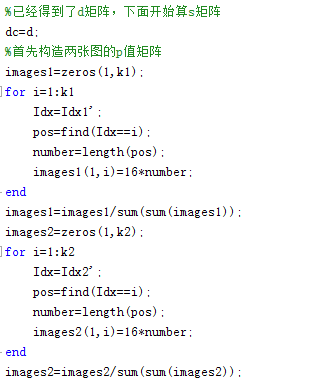 %已经得到了d矩阵，下面开始算s矩阵
dc=d;
%首先构造两张图的p值矩阵
images1=zeros(1,k1);
for i=1:k1
    Idx=Idx1';
    pos=find(Idx==i);
    number=length(pos);
    images1(1,i)=16*number;
end
images1=images1/sum(sum(images1));
images2=zeros(1,k2);
for i=1:k2
    Idx=Idx2';
    pos=find(Idx==i);
    number=length(pos);
    images2(1,i)=16*number;
end
images2=images2/sum(sum(images2));